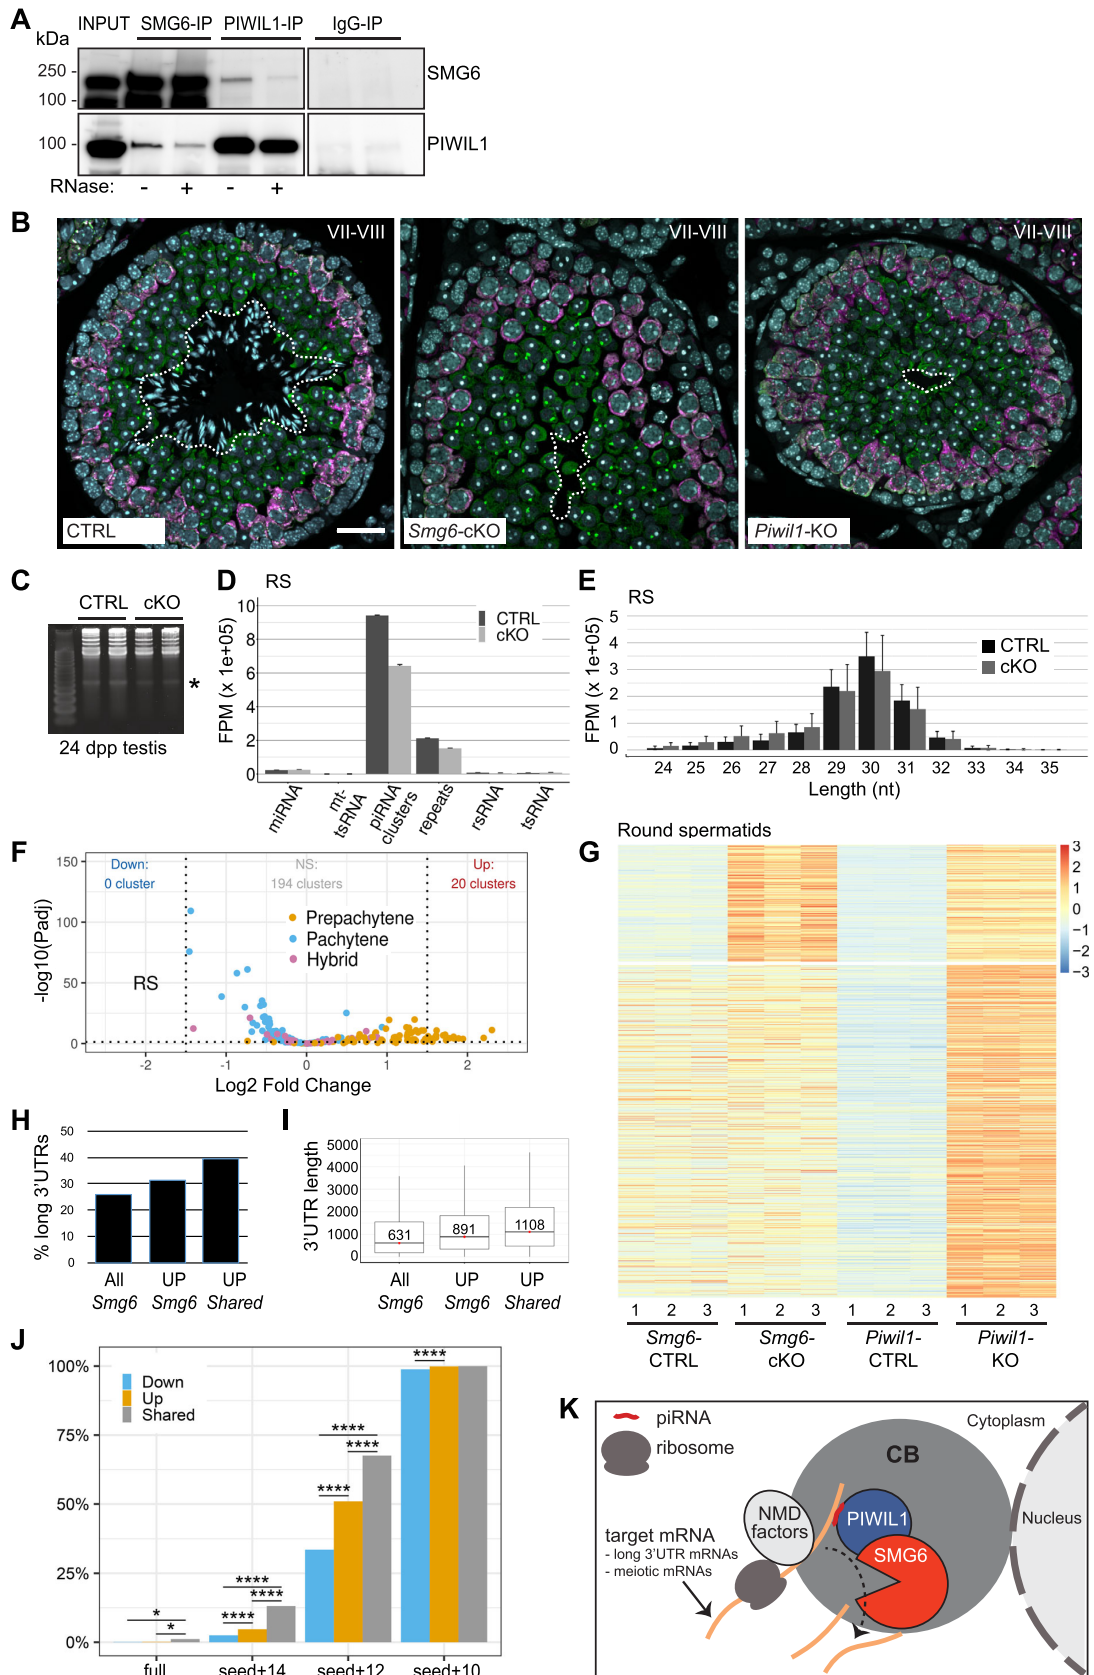 A
INPUT SMG6-IP PIWIL1-IP IgG-IP
kDa
250 -
100 -
SMG6
100 -
PIWIL1
RNase: - + - +
B
VII-VIII
VII-VIII
VII-VIII
CTRL
Smg6-cKO
Piwil1-KO
C
CTRL cKO
*
24 dpp testis
D
RS
FPM (x 1e+05)
10
8
6
4
2
0
CTRL
cKO
miRNA
mt-tsRNA
piRNA clusters
repeats
rsRNA
tsRNA
E
RS
FPM (x 1e+05)
5
4
3
2
1
0
CTRL
cKO
24 25 26 27 28 29 30 31 32 33 34 35
Length (nt)
F
-log10(Padj)
150
100
50
0
Down:
0 cluster
NS:
194 clusters
Up:
20 clusters
Prepachytene
Pachytene
Hybrid
RS
-2 -1 0 1 2
Log2 Fold Change
G
Round spermatids
3
2
1
0
−1
−2
−3
1 2 3 1 2 3 1 2 3 1 2 3
Smg6-CTRL
Smg6-cKO
Piwil1-CTRL
Piwil1-KO
H
% long 3'UTRs
50
40
30
20
10
0
All Smg6
UP Smg6
UP Shared
I
3'UTR length
5000
4000
3000
2000
1000
0
631
891
1108
All Smg6
UP Smg6
UP Shared
J
100%
75%
50%
25%
0%
Down
Up
Shared
* *
**** **** ****
**** **** ****
****
full seed+14 seed+12 seed+10
K
piRNA
ribosome
Cytoplasm
CB
Nucleus
NMD factors
PIWIL1
SMG6
target mRNA
- long 3'UTR mRNAs
- meiotic mRNAs